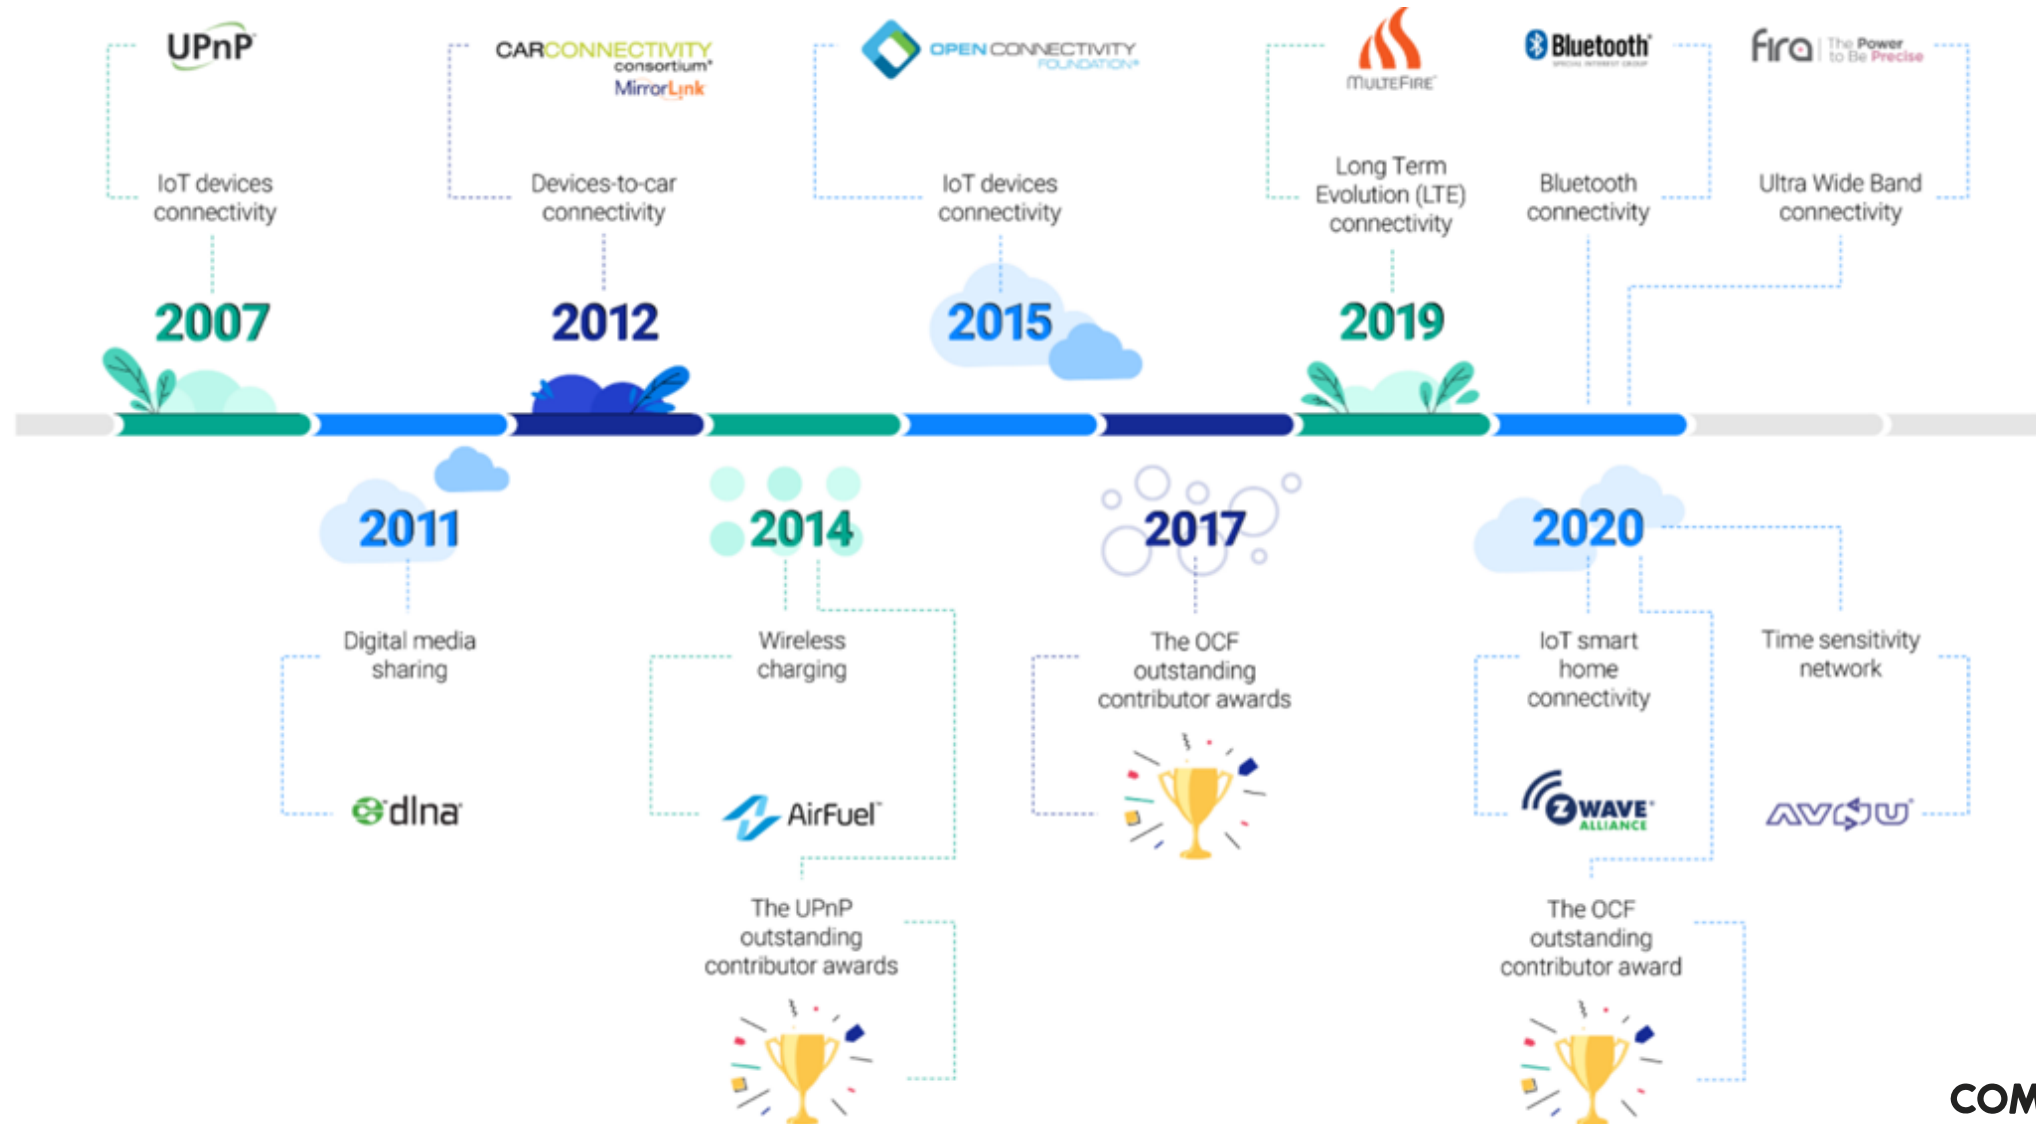 UPnP
CARCONNECTIVITY
consortium®
MirrorLink
OPEN CONNECTIVITY
FOUNDATION®
MULTEFIRE
Bluetooth®
SPECIAL INTEREST GROUP
fira The Power
to Be Precise
IoT devices
connectivity
Devices-to-car
connectivity
IoT devices
connectivity
Long Term
Evolution (LTE)
connectivity
Bluetooth
connectivity
Ultra Wide Band
connectivity
2007
2012
2015
2019
2011
2014
2017
2020
Digital media
sharing
Wireless
charging
The OCF
outstanding
contributor awards
IoT smart
home
connectivity
Time sensitivity
network
dlna
AirFuel™
Z WAVE®
ALLIANCE
AVNU
The UPnP
outstanding
contributor awards
The OCF
outstanding
contributor award
COM